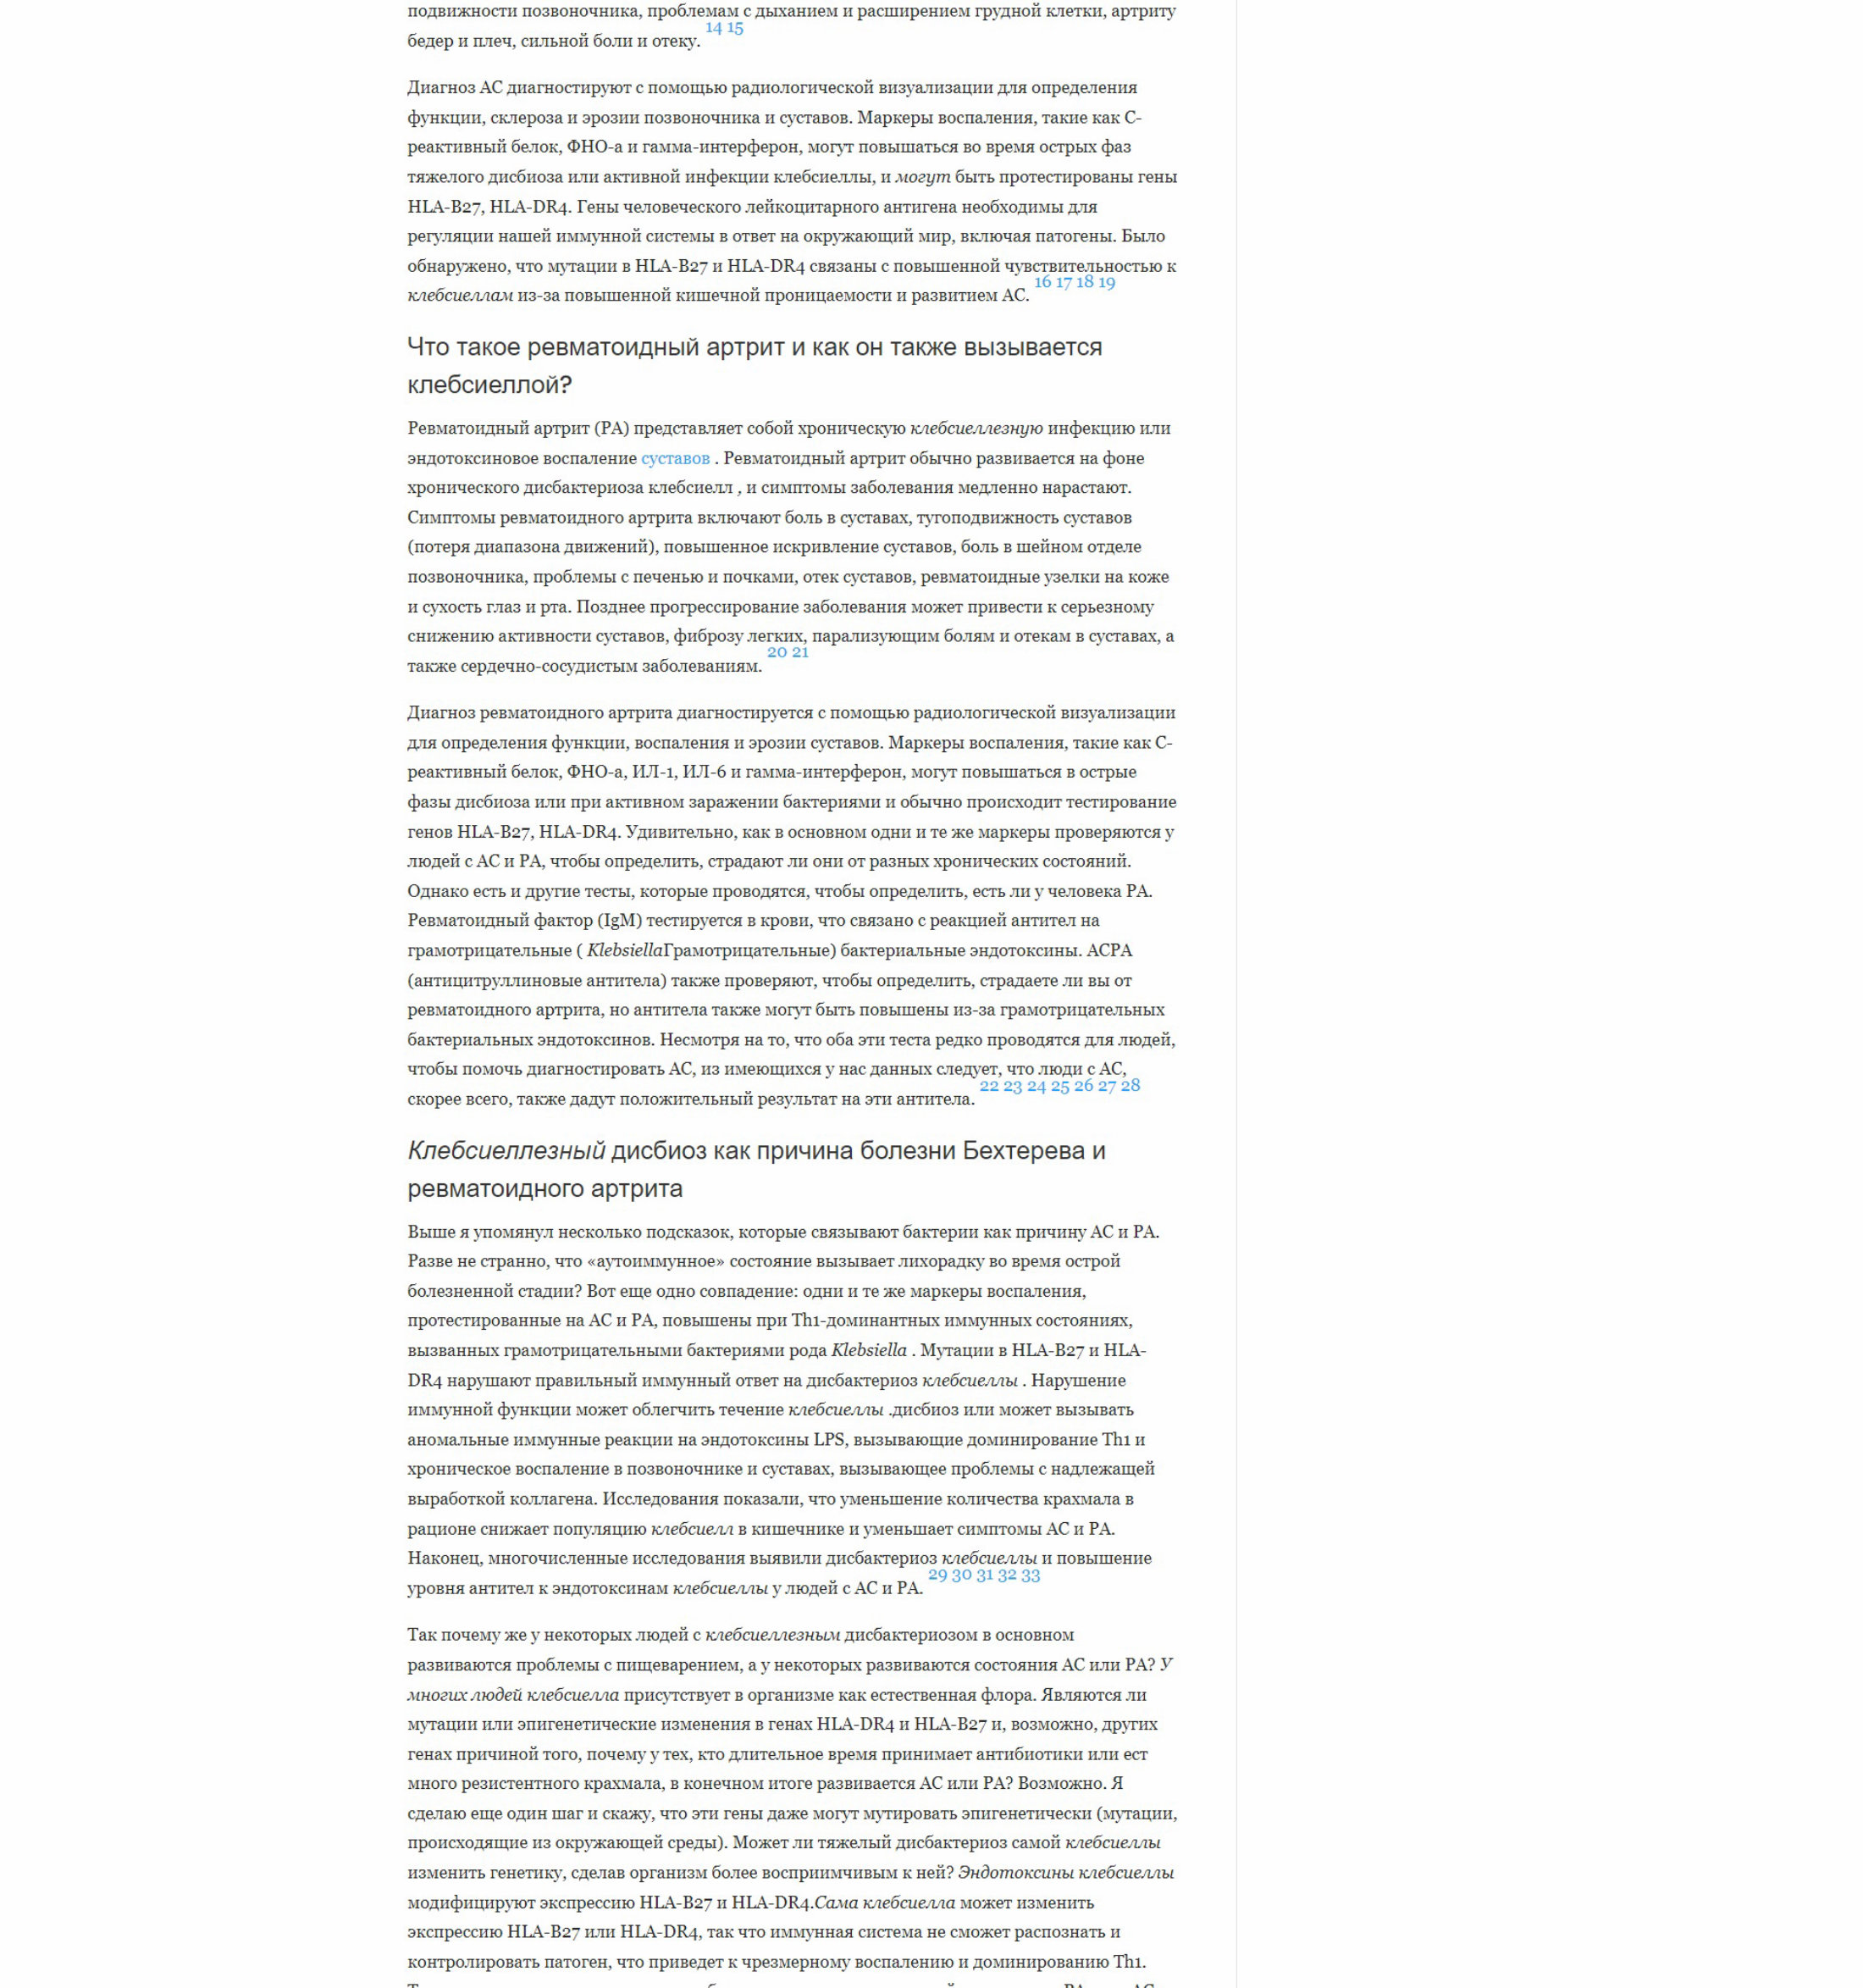 подвижности позвоночника, проблемам с дыханием и расширением грудной клетки, артриту
бедер и плеч, сильной боли и отеку. 14 15
Диагноз АС диагностируют с помощью радиологической визуализации для определения
функции, склероза и эрозии позвоночника и суставов. Маркеры воспаления, такие как С-
реактивный белок, ФНО-а и гамма-интерферон, могут повышаться во время острых фаз
тяжелого дисбиоза или активной инфекции клебсиеллы, и могут быть протестированы гены
HLA-B27, HLA-DR4. Гены человеческого лейкоцитарного антигена необходимы для
регуляции нашей иммунной системы в ответ на окружающий мир, включая патогены. Было
обнаружено, что мутации в HLA-B27 и HLA-DR4 связаны с повышенной чувствительностью к
клебсиеллам из-за повышенной кишечной проницаемости и развитием АС. 16 17 18 19
Что такое ревматоидный артрит и как он также вызывается
клебсиеллой?
Ревматоидный артрит (РА) представляет собой хроническую клебсиеллезную инфекцию или
эндотоксиновое воспаление суставов . Ревматоидный артрит обычно развивается на фоне
хронического дисбактериоза клебсиелл , и симптомы заболевания медленно нарастают.
Симптомы ревматоидного артрита включают боль в суставах, тугоподвижность суставов
(потеря диапазона движений), повышенное искривление суставов, боль в шейном отделе
позвоночника, проблемы с печенью и почками, отек суставов, ревматоидные узелки на коже
и сухость глаз и рта. Позднее прогрессирование заболевания может привести к серьезному
снижению активности суставов, фиброзу легких, парализующим болям и отекам в суставах, а
также сердечно-сосудистым заболеваниям. 20 21
Диагноз ревматоидного артрита диагностируется с помощью радиологической визуализации
для определения функции, воспаления и эрозии суставов. Маркеры воспаления, такие как С-
реактивный белок, ФНО-а, ИЛ-1, ИЛ-6 и гамма-интерферон, могут повышаться в острые
фазы дисбиоза или при активном заражении бактериями и обычно происходит тестирование
генов HLA-B27, HLA-DR4. Удивительно, как в основном одни и те же маркеры проверяются у
людей с АС и РА, чтобы определить, страдают ли они от разных хронических состояний.
Однако есть и другие тесты, которые проводятся, чтобы определить, есть ли у человека РА.
Ревматоидный фактор (IgM) тестируется в крови, что связано с реакцией антител на
грамотрицательные ( KlebsiellaГрамотрицательные) бактериальные эндотоксины. АСРА
(антицитруллиновые антитела) также проверяют, чтобы определить, страдаете ли вы от
ревматоидного артрита, но антитела также могут быть повышены из-за грамотрицательных
бактериальных эндотоксинов. Несмотря на то, что оба эти теста редко проводятся для людей,
чтобы помочь диагностировать АС, из имеющихся у нас данных следует, что люди с АС,
скорее всего, также дадут положительный результат на эти антитела. 22 23 24 25 26 27 28
Клебсиеллезный дисбиоз как причина болезни Бехтерева и
ревматоидного артрита
Выше я упомянул несколько подсказок, которые связывают бактерии как причину АС и РА.
Разве не странно, что «аутоиммунное» состояние вызывает лихорадку во время острой
болезненной стадии? Вот еще одно совпадение: одни и те же маркеры воспаления,
протестированные на АС и РА, повышены при Th1-доминантных иммунных состояниях,
вызванных грамотрицательными бактериями рода Klebsiella . Мутации в HLA-B27 и HLA-
DR4 нарушают правильный иммунный ответ на дисбактериоз клебсиеллы . Нарушение
иммунной функции может облегчить течение клебсиеллы .дисбиоз или может вызывать
аномальные иммунные реакции на эндотоксины LPS, вызывающие доминирование Th1 и
хроническое воспаление в позвоночнике и суставах, вызывающее проблемы с надлежащей
выработкой коллагена. Исследования показали, что уменьшение количества крахмала в
рационе снижает популяцию клебсиелл в кишечнике и уменьшает симптомы АС и РА.
Наконец, многочисленные исследования выявили дисбактериоз клебсиеллы и повышение
уровня антител к эндотоксинам клебсиеллы у людей с АС и РА. 29 30 31 32 33
Так почему же у некоторых людей с клебсиеллезным дисбактериозом в основном
развиваются проблемы с пищеварением, а у некоторых развиваются состояния АС или РА? У
многих людей клебсиелла присутствует в организме как естественная флора. Являются ли
мутации или эпигенетические изменения в генах HLA-DR4 и HLA-B27 и, возможно, других
генах причиной того, почему у тех, кто длительное время принимает антибиотики или ест
много резистентного крахмала, в конечном итоге развивается АС или РА? Возможно. Я
сделаю еще один шаг и скажу, что эти гены даже могут мутировать эпигенетически (мутации,
происходящие из окружающей среды). Может ли тяжелый дисбактериоз самой клебсиеллы
изменить генетику, сделав организм более восприимчивым к ней? Эндотоксины клебсиеллы
модифицируют экспрессию HLA-B27 и HLA-DR4.Сама клебсиелла может изменить
экспрессию HLA-B27 или HLA-DR4, так что иммунная система не сможет распознать и
контролировать патоген, что приведет к чрезмерному воспалению и доминированию Th1.